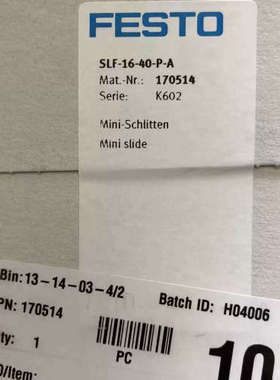 FESTO
SLF-16-40-P-A
Mat.-Nr.: 170514
Serie: K602
Mini-Schlitten
Mini slide
Bin: 13-14-03-4/2
Batch ID: H04006
PN: 170514
ty: 1
PC
10
D/Item: